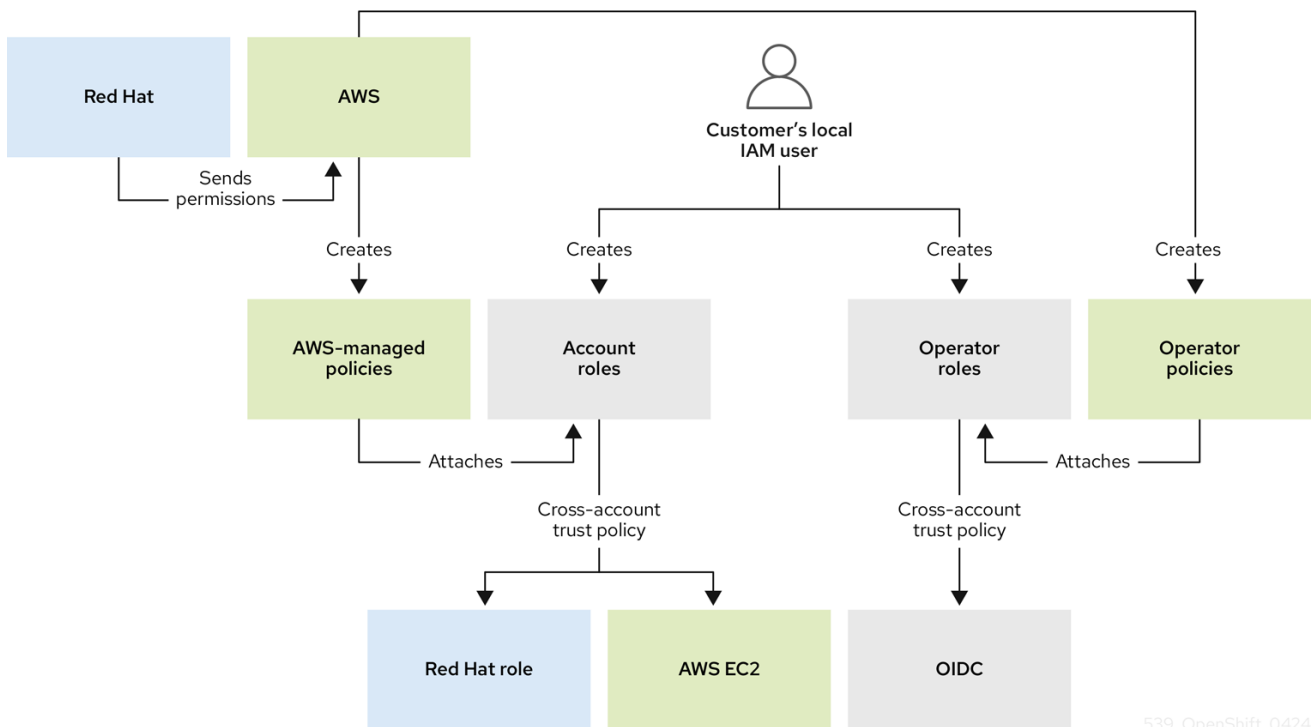 Red Hat
AWS
Customer’s local
IAM user
Sends
permissions
Creates
Creates
Creates
Creates
AWS-managed
policies
Account
roles
Operator
roles
Operator
policies
Attaches
Attaches
Cross-account
trust policy
Cross-account
trust policy
Red Hat role
AWS EC2
OIDC
539_OpenShift_0424